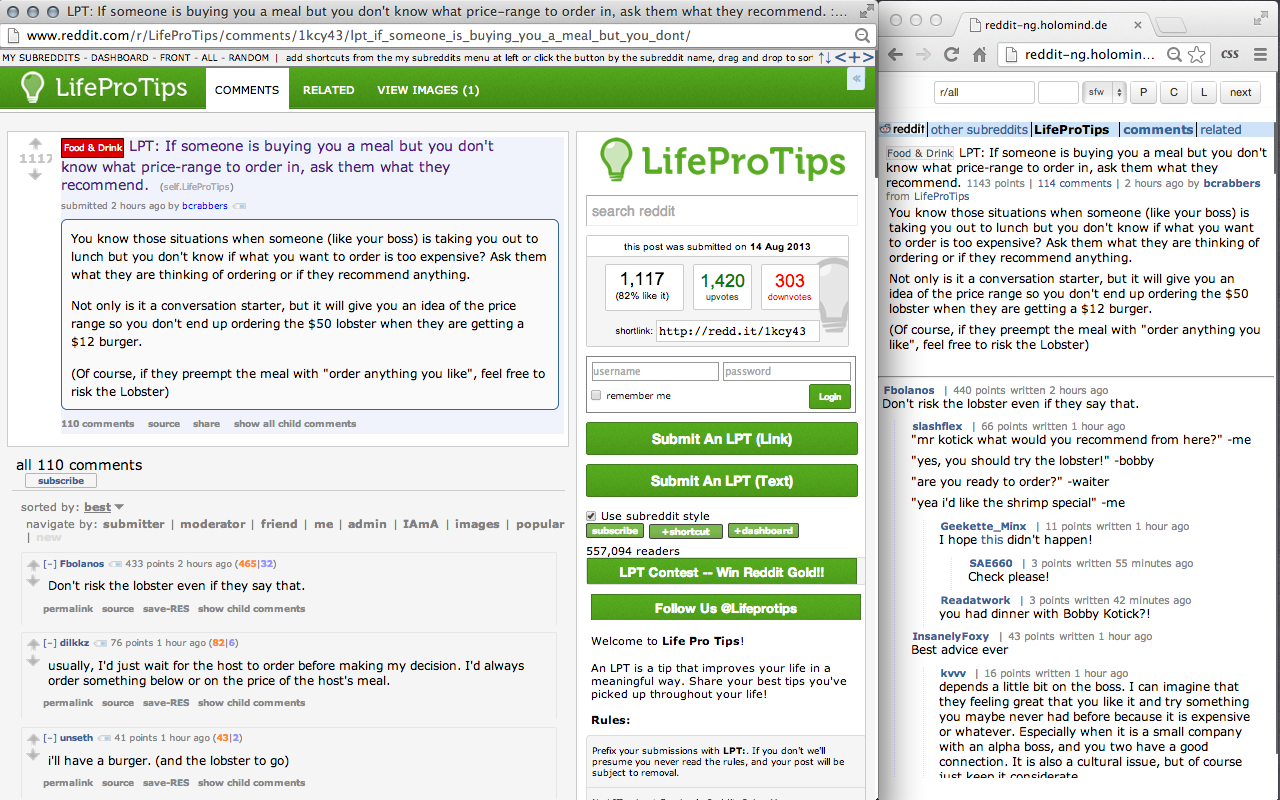 LPT: If someone is buying you a meal but you don't know what price-range to order in, ask them what they recommend. :...
www.reddit.com/r/LifeProTips/comments/1kcy43/lpt_if_someone_is_buying_you_a_meal_but_you_dont/
MY SUBREDDITS - DASHBOARD - FRONT - ALL - RANDOM | add shortcuts from the my subreddits menu at left or click the button by the subreddit name, drag and drop to sor ↑↓<+>
LifeProTips COMMENTS RELATED VIEW IMAGES (1) «
1117
Food & Drink LPT: If someone is buying you a meal but you don't
know what price-range to order in, ask them what they
recommend. (self.LifeProTips)
submitted 2 hours ago by bcrabbers
You know those situations when someone (like your boss) is taking you out to
lunch but you don't know if what you want to order is too expensive? Ask them
what they are thinking of ordering or if they recommend anything.
Not only is it a conversation starter, but it will give you an idea of the price
range so you don't end up ordering the $50 lobster when they are getting a
$12 burger.
(Of course, if they preempt the meal with "order anything you like", feel free to
risk the Lobster)
110 comments source share show all child comments
all 110 comments
subscribe
sorted by: best
navigate by: submitter | moderator | friend | me | admin | IAmA | images | popular
| new
[–] Fbolanos 433 points 2 hours ago (465|32)
Don't risk the lobster even if they say that.
permalink source save-RES show child comments
[–] dilkkz 76 points 1 hour ago (82|6)
usually, I'd just wait for the host to order before making my decision. I'd always
order something below or on the price of the host's meal.
permalink source save-RES show child comments
[–] unseth 41 points 1 hour ago (43|2)
i'll have a burger. (and the lobster to go)
permalink source save-RES show child comments
LifeProTips
search reddit
this post was submitted on 14 Aug 2013
1,117 1,420 303
(82% like it) upvotes downvotes
shortlink: http://redd.it/1kcy43
username password
remember me Login
Submit An LPT (Link)
Submit An LPT (Text)
Use subreddit style
subscribe +shortcut +dashboard
557,094 readers
LPT Contest -- Win Reddit Gold!!
Follow Us @Lifeprotips
Welcome to Life Pro Tips!
An LPT is a tip that improves your life in a
meaningful way. Share your best tips you've
picked up throughout your life!
Rules:
Prefix your submissions with LPT:. If you don't we'll
presume you never read the rules, and your post will
be subject to removal.
reddit-ng.holomind.de
reddit-ng.holomin... CSS
r/all sfw P C L next
reddit other subreddits LifeProTips comments related
Food & Drink LPT: If someone is buying you a meal but you don't
know what price-range to order in, ask them what they
recommend. 1143 points | 114 comments | 2 hours ago by bcrabbers
from LifeProTips
You know those situations when someone (like your boss) is
taking you out to lunch but you don't know if what you want
to order is too expensive? Ask them what they are thinking of
ordering or if they recommend anything.
Not only is it a conversation starter, but it will give you an
idea of the price range so you don't end up ordering the $50
lobster when they are getting a $12 burger.
(Of course, if they preempt the meal with "order anything you
like", feel free to risk the Lobster)
Fbolanos | 440 points written 2 hours ago
Don't risk the lobster even if they say that.
slashflex | 66 points written 1 hour ago
"mr kotick what would you recommend from here?" -me
"yes, you should try the lobster!" -bobby
"are you ready to order?" -waiter
"yea i'd like the shrimp special" -me
Geekette_Minx | 11 points written 1 hour ago
I hope this didn't happen!
SAE660 | 3 points written 55 minutes ago
Check please!
Readatwork | 3 points written 42 minutes ago
you had dinner with Bobby Kotick?!
InsanelyFoxy | 43 points written 1 hour ago
Best advice ever
kvvv | 16 points written 1 hour ago
depends a little bit on the boss. I can imagine that
they feeling great that you like it and try something
you maybe never had before because it is expensive
or whatever. Especially when it is a small company
with an alpha boss, and you two have a good
connection. It is also a cultural issue, but of course
just keep it considerate